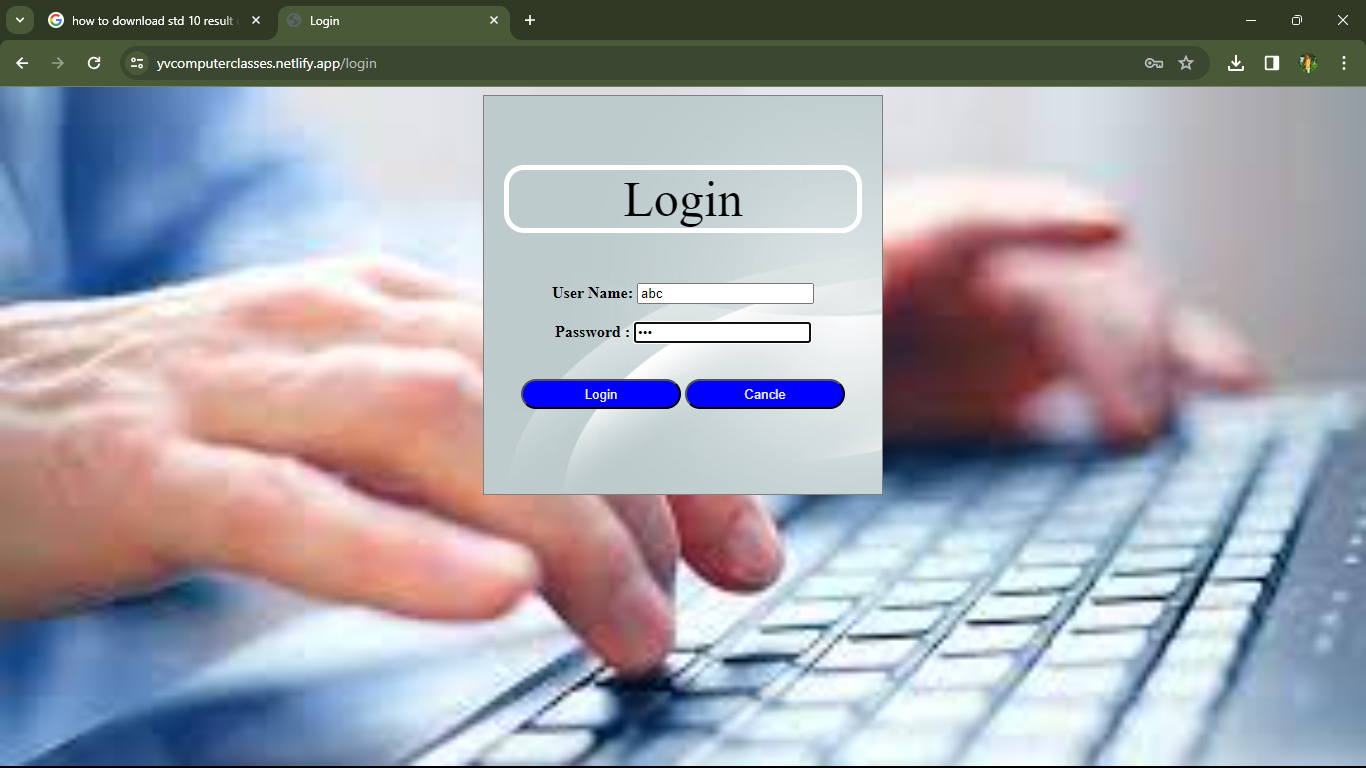 how to download std 10 result
Login
yvcomputerclasses.netlify.app/login
Login
User Name: abc
Password : •••
Login Cancle